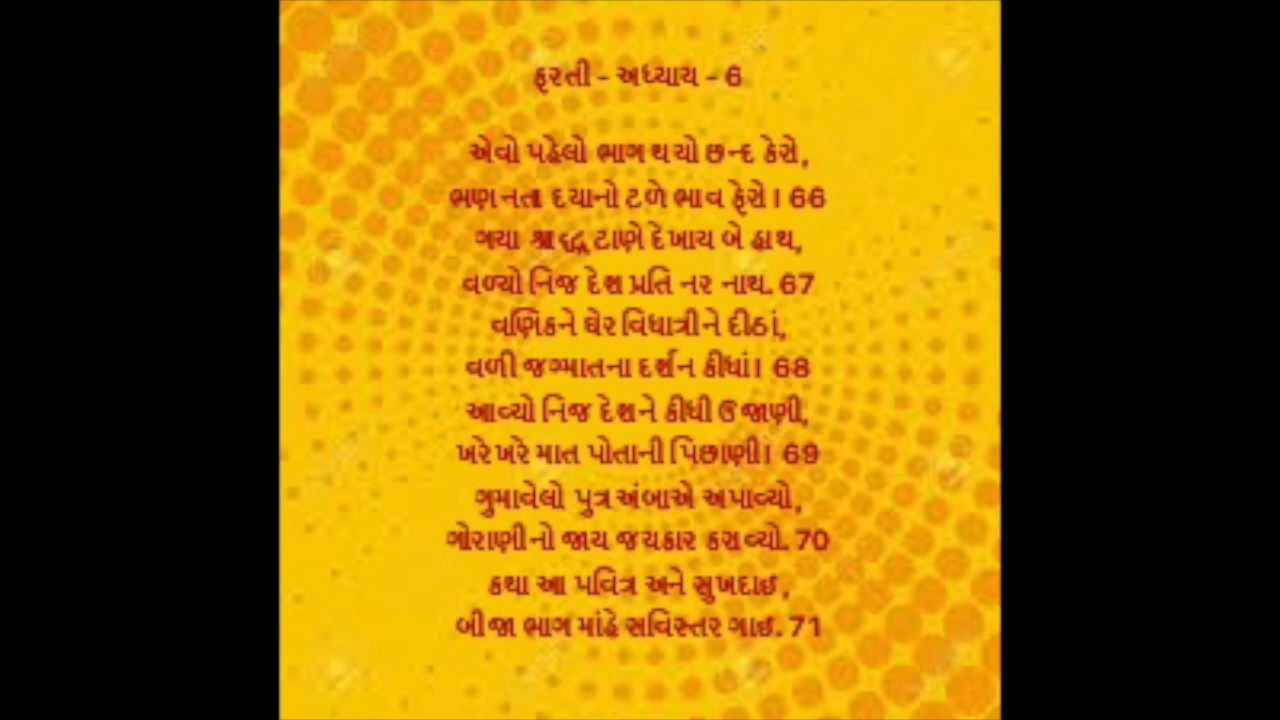 ફરતી - અધ્યાય - 6
એવો પહેલો ભાગ થયો છન્દ કેરો,
ભણનતા દયાનો ટળે ભાવ ફેરો। 66
ગયા શ્રાદ્ધ ટાણે દેખાય બે હાથ,
વળ્યો નિજ દેશ પ્રતિ નર નાથ. 67
વણિકને ઘેર વિધાત્રીને દીઠાં,
વળી જગ્માતના દર્શન કીધાં। 68
આવ્યો નિજ દેશને કીધી ઉજાણી,
ખરેખરે માત પોતાની પિછાણી। 69
ગુમાવેલો પુત્ર અંબાએ અપાવ્યો,
ગોરાણીનો જાય જયકાર કરાવ્યો. 70
કથા આ પવિત્ર અને સુખદાઈ,
બીજા ભાગ માંહે સવિસ્તર ગાઈ. 71